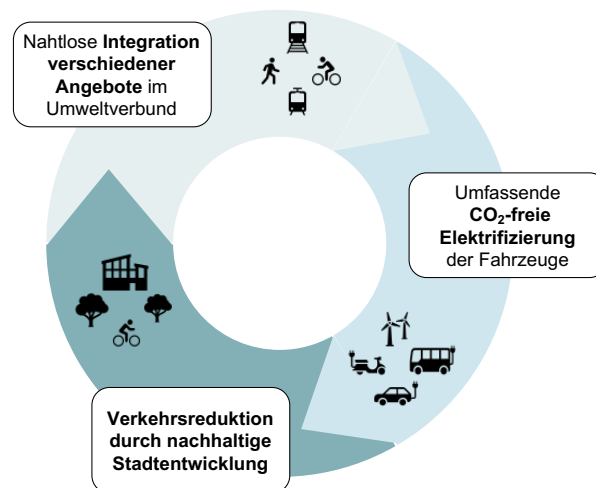 Nahtlose Integration
verschiedener
Angebote im
Umweltverbund
Umfassende
CO₂-freie
Elektrifizierung
der Fahrzeuge
Verkehrsreduktion
durch nachhaltige
Stadtentwicklung